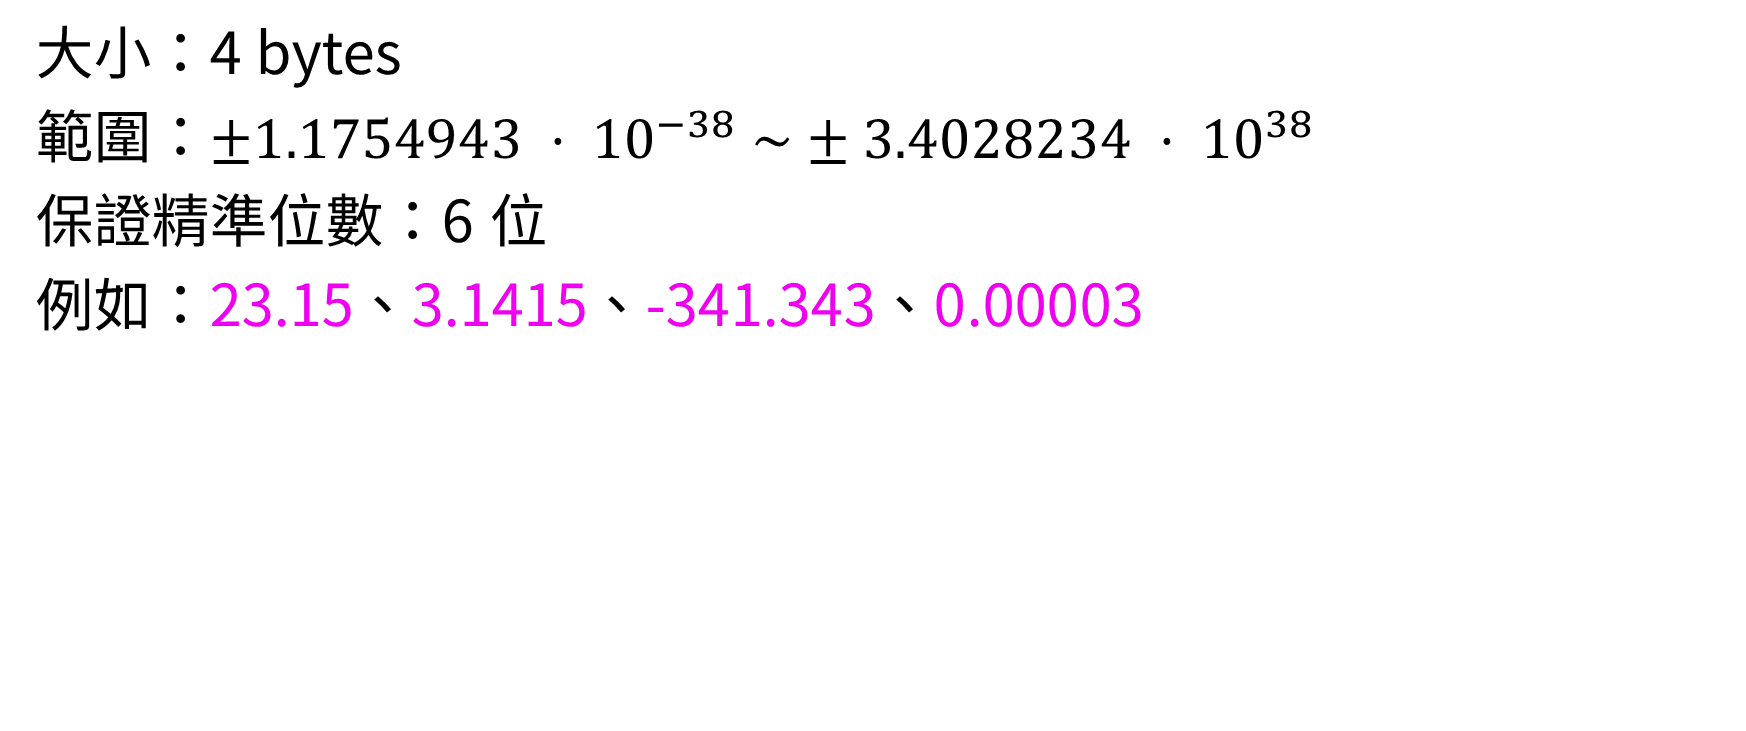 大小：4 bytes
範圍：±1.1754943 · 10⁻³⁸ ~ ± 3.4028234 · 10³⁸
保證精準位數：6 位
例如：23.15、3.1415、-341.343、0.00003